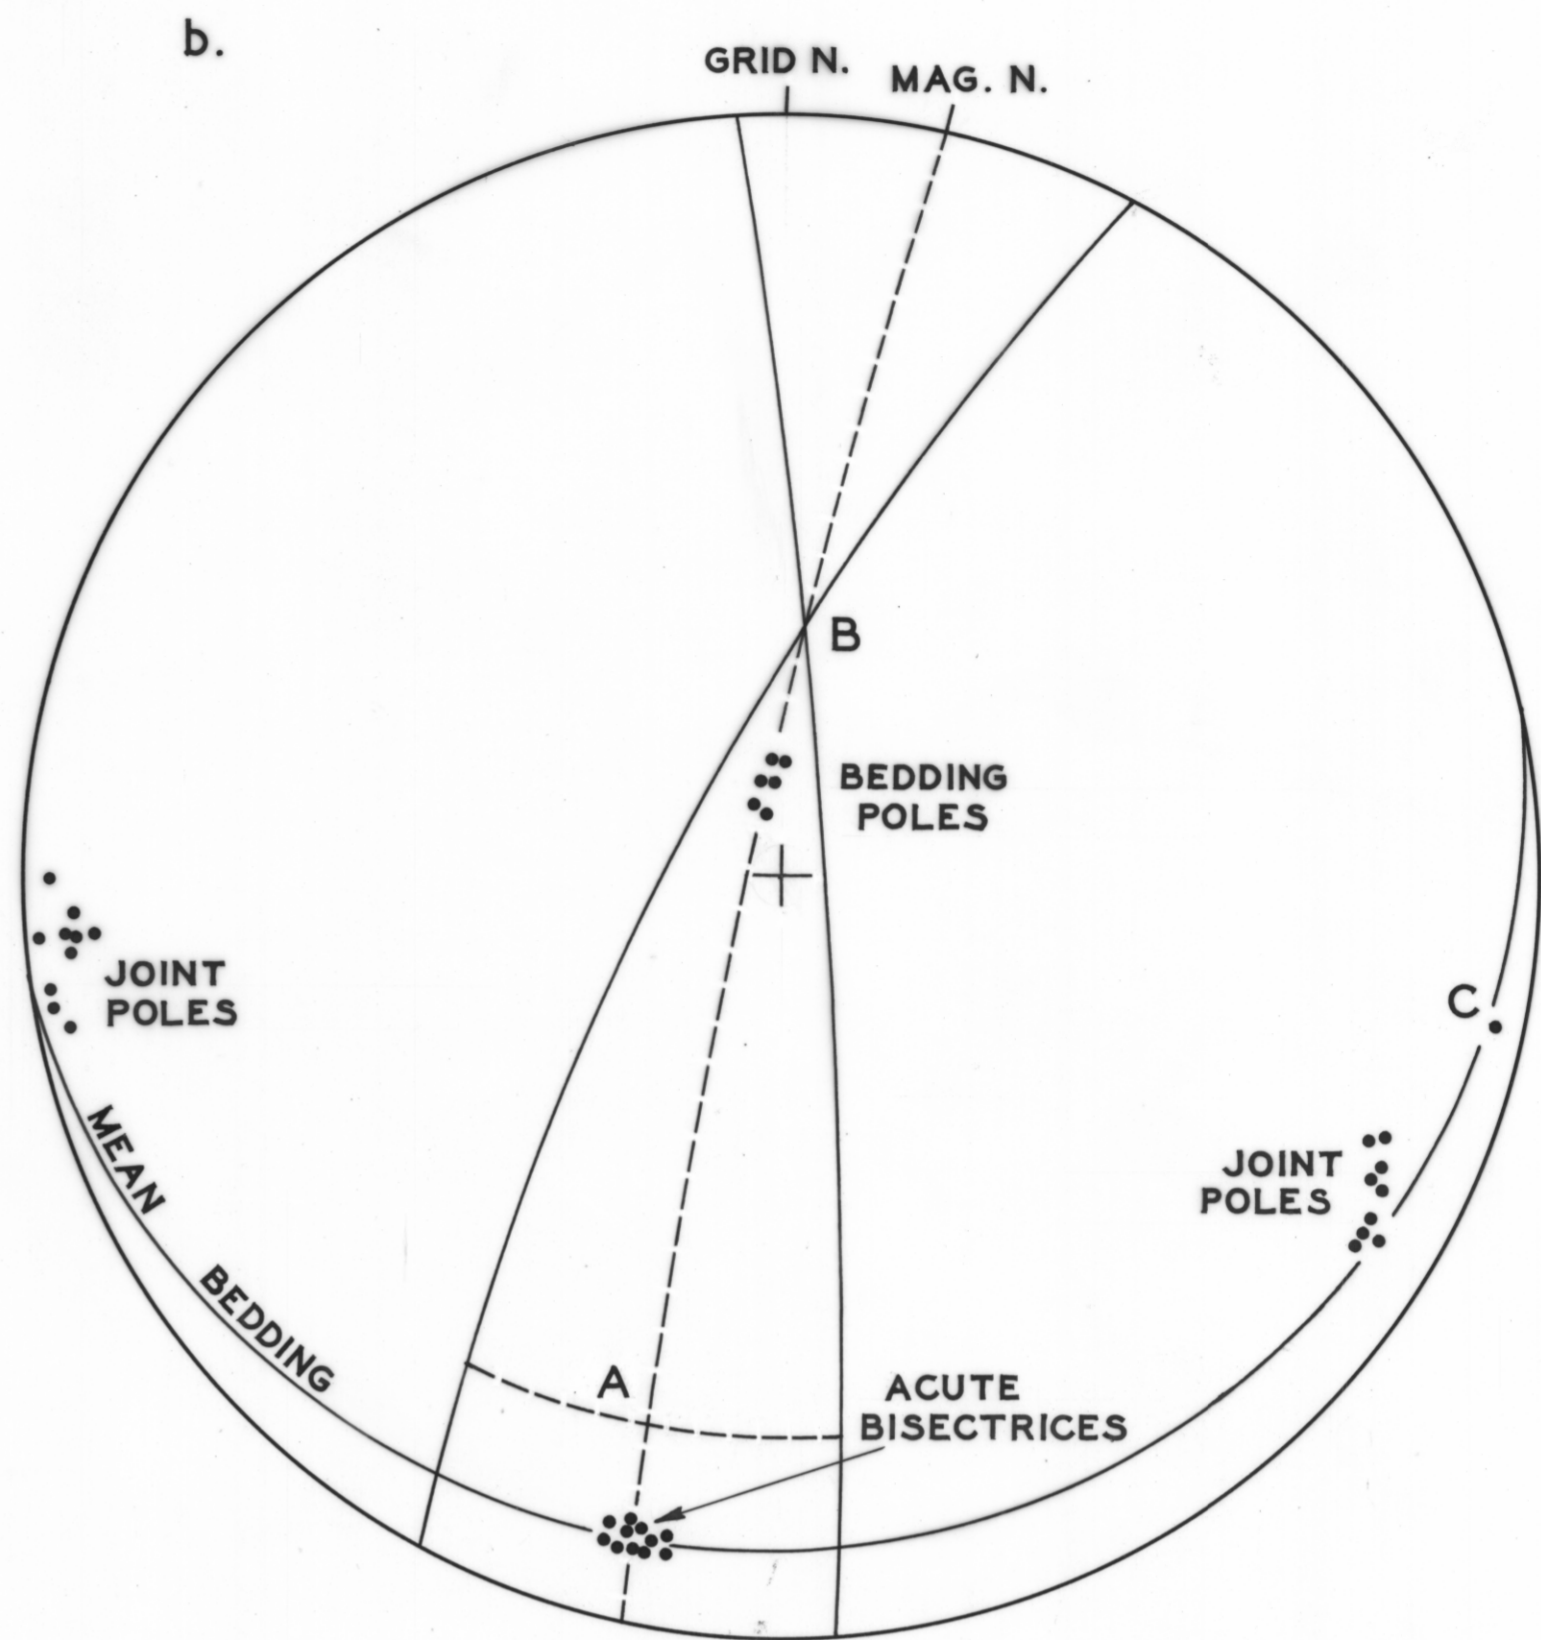 b.
GRID N.
MAG. N.
B
BEDDING
POLES
JOINT
POLES
C
MEAN
BEDDING
JOINT
POLES
A
ACUTE
BISECTRICES